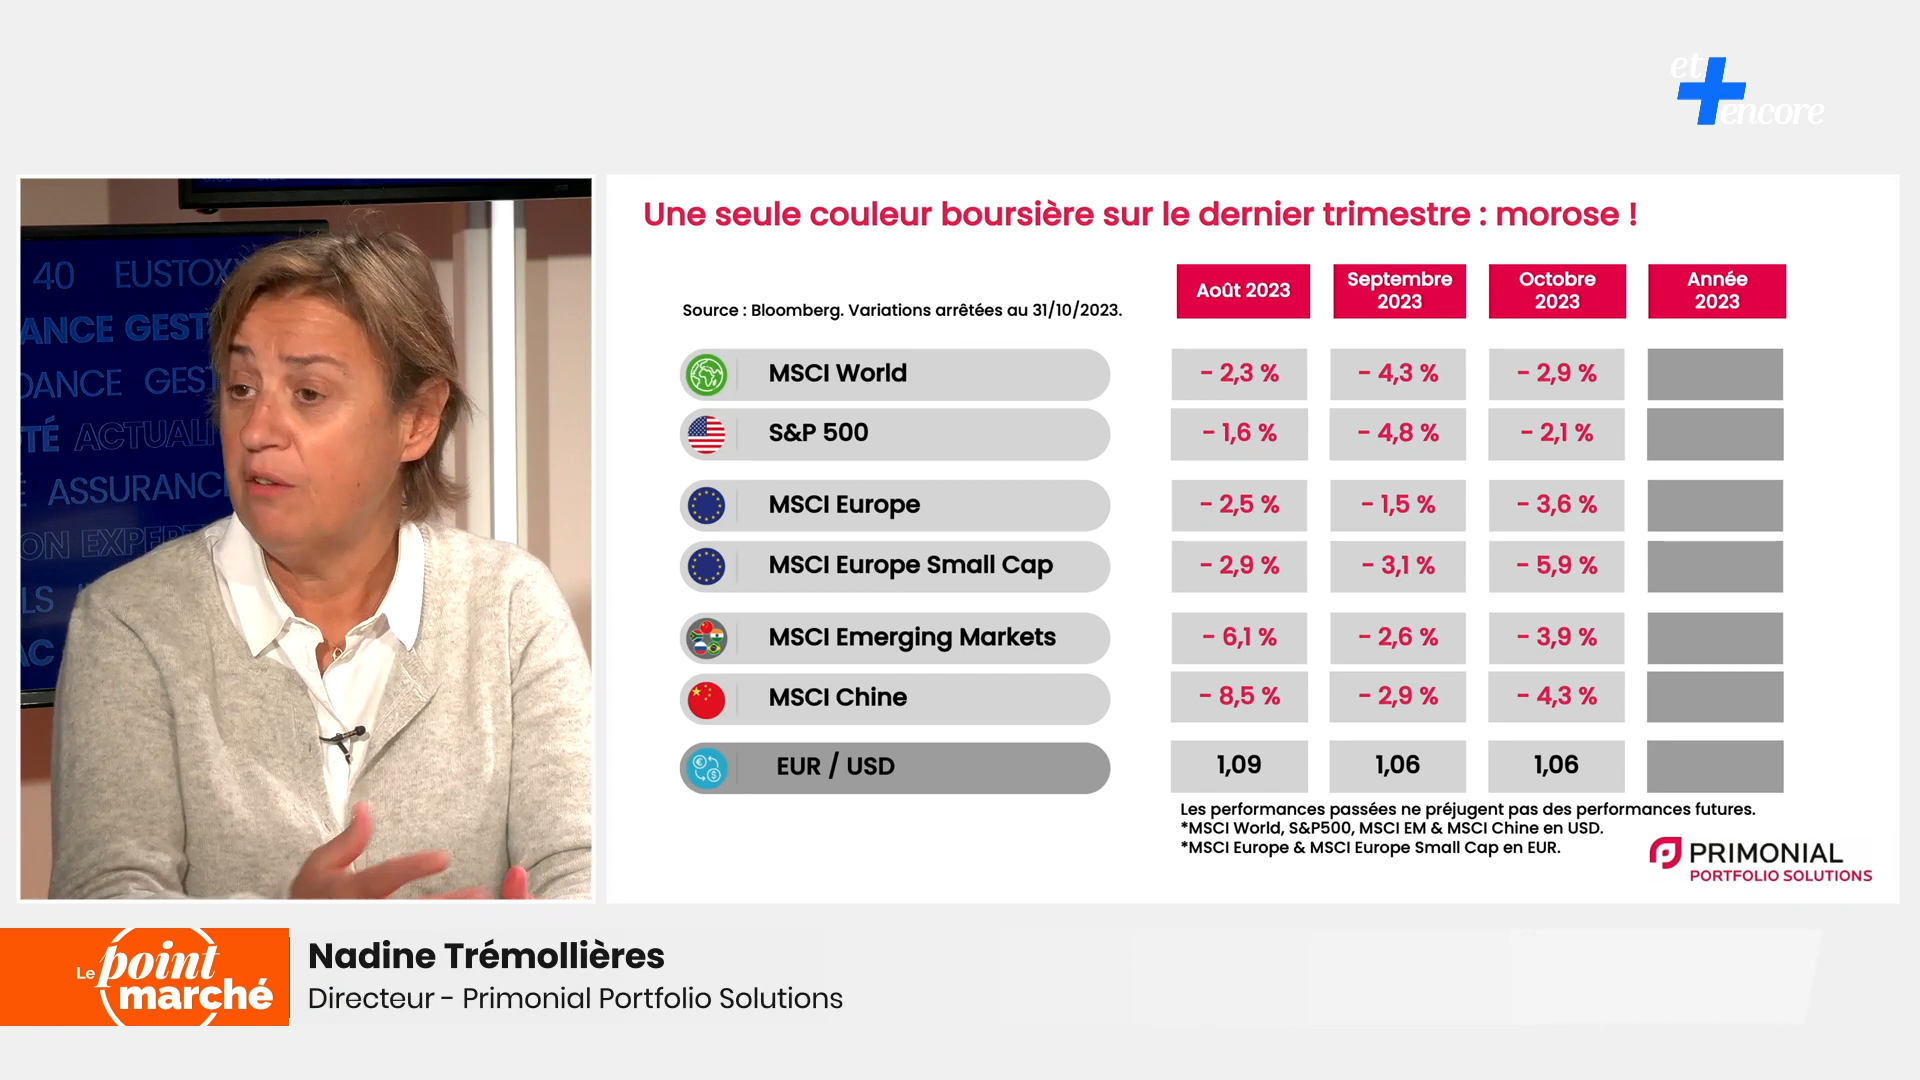 et
encore
Une seule couleur boursière sur le dernier trimestre : morose !
Source : Bloomberg. Variations arrêtées au 31/10/2023.
Août 2023
Septembre
2023
Octobre
2023
Année
2023
MSCI World
- 2,3 %
- 4,3 %
- 2,9 %
S&P 500
- 1,6 %
- 4,8 %
- 2,1 %
MSCI Europe
- 2,5 %
- 1,5 %
- 3,6 %
MSCI Europe Small Cap
- 2,9 %
- 3,1 %
- 5,9 %
MSCI Emerging Markets
- 6,1 %
- 2,6 %
- 3,9 %
MSCI Chine
- 8,5 %
- 2,9 %
- 4,3 %
EUR / USD
1,09
1,06
1,06
Les performances passées ne préjugent pas des performances futures.
*MSCI World, S&P500, MSCI EM & MSCI Chine en USD.
*MSCI Europe & MSCI Europe Small Cap en EUR.
PRIMONIAL
PORTFOLIO SOLUTIONS
40 EUSTOX
ANCE GEST
DANCE GEST
TÉ ACTUALI
ASSURANC
ON EXPERT
LS
AC
Le point
marché
Nadine Trémollières
Directeur - Primonial Portfolio Solutions